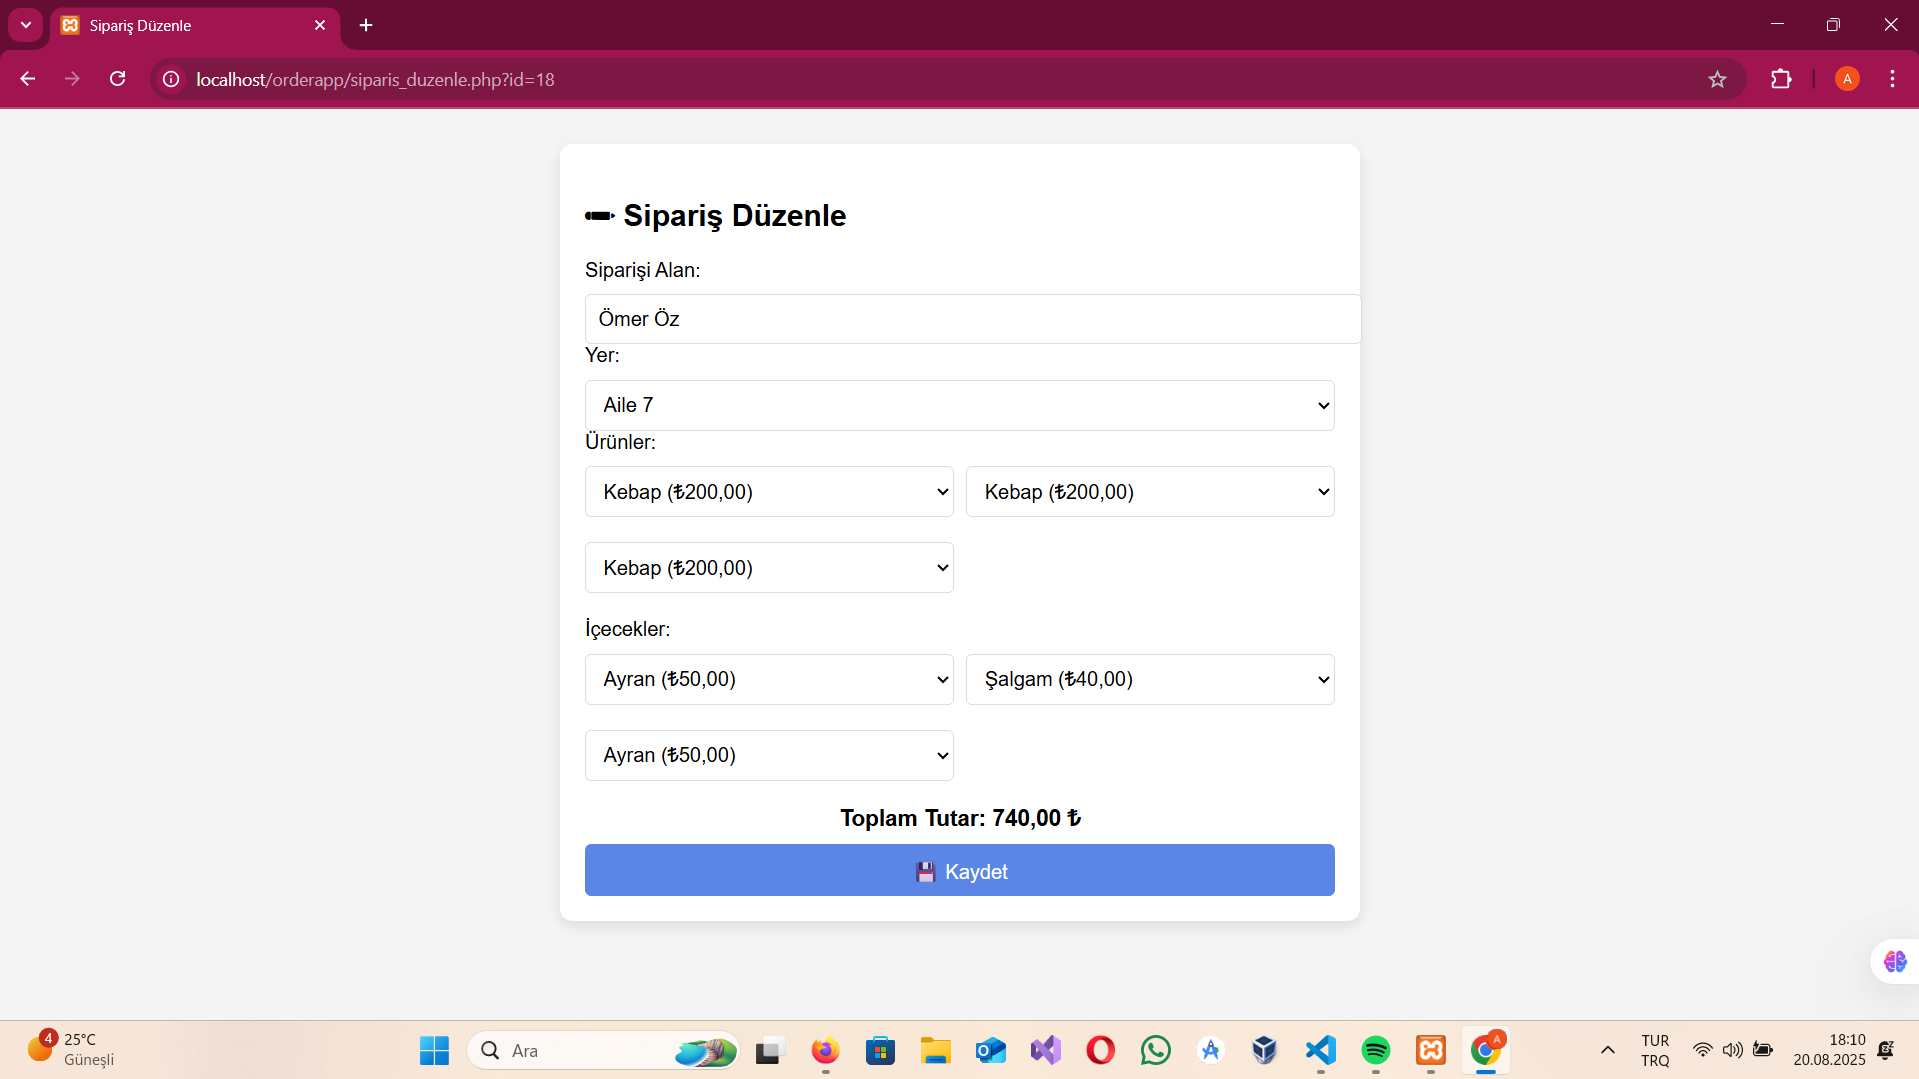 Sipariş Düzenle
localhost/orderapp/siparis_duzenle.php?id=18
A
Sipariş Düzenle
Siparişi Alan:
Ömer Öz
Yer:
Aile 7
Ürünler:
Kebap (₺200,00) Kebap (₺200,00)
Kebap (₺200,00)
İçecekler:
Ayran (₺50,00) Şalgam (₺40,00)
Ayran (₺50,00)
Toplam Tutar: 740,00 ₺
Kaydet
4 25°C
Güneşli
Ara
A
TUR
TRQ
18:10
20.08.2025